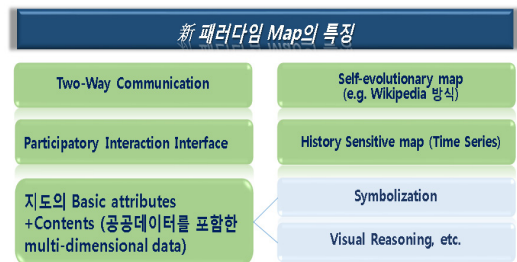 新 패러다임 Map의 특징
Two-Way Communication
Self-evolutionary map
(e.g. Wikipedia 방식)
Participatory Interaction Interface
History Sensitive map (Time Series)
지도의 Basic attributes
+Contents (공공데이터를 포함한
multi-dimensional data)
Symbolization
Visual Reasoning, etc.